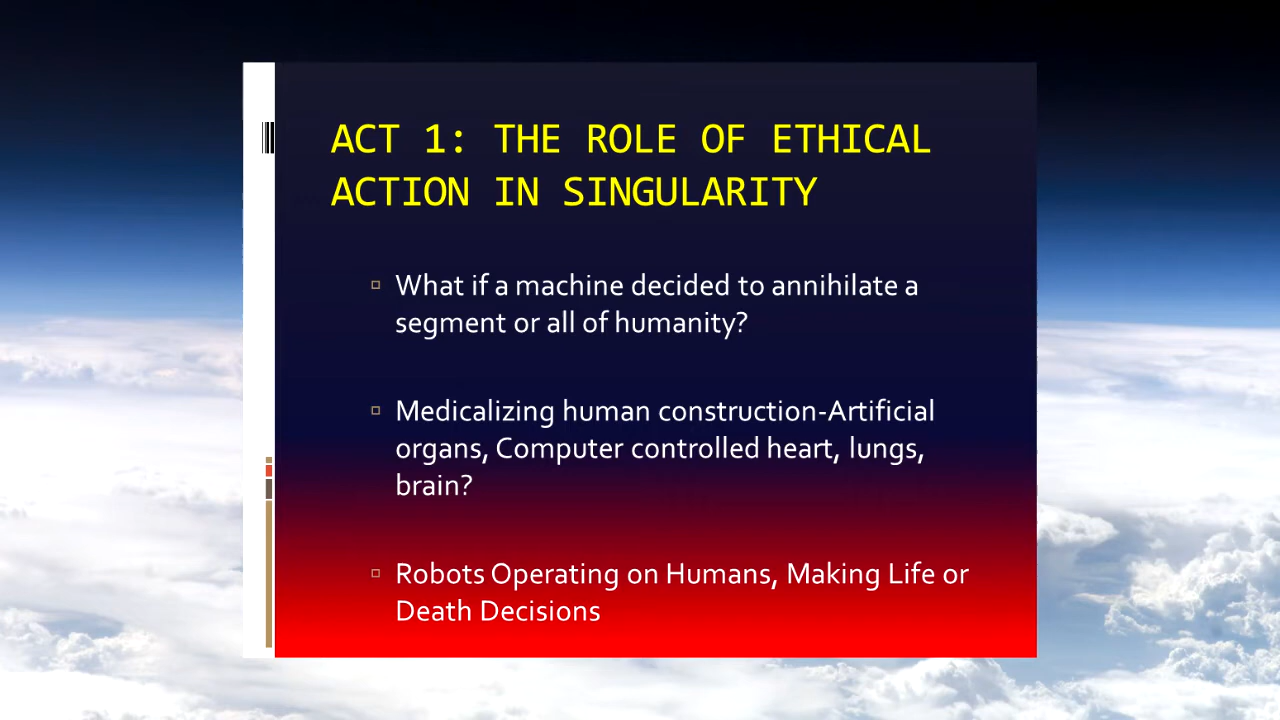 ACT 1: THE ROLE OF ETHICAL
ACTION IN SINGULARITY
What if a machine decided to annihilate a
segment or all of humanity?
Medicalizing human construction-Artificial
organs, Computer controlled heart, lungs,
brain?
Robots Operating on Humans, Making Life or
Death Decisions